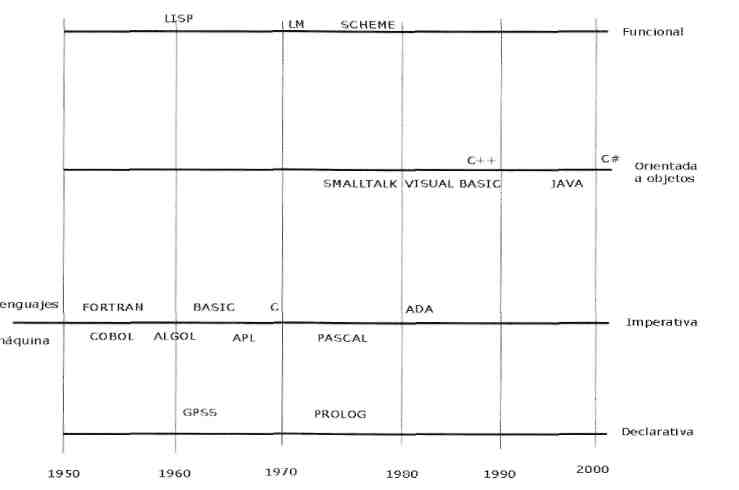 LISP
LM SCHEME
Funcional
C++ C#
Orientada
a objetos
SMALLTALK VISUAL BASIC JAVA
enguajes FORTRAN BASIC C ADA
Imperativa
náquina COBOL ALGOL APL PASCAL
GPSS PROLOG
Declarativa
1950 1960 1970 1980 1990 2000